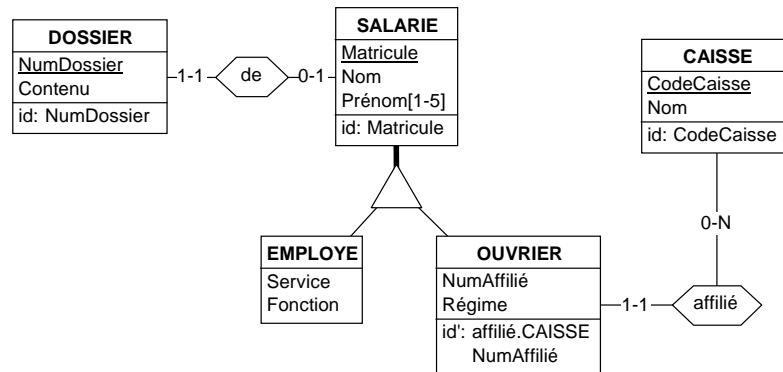 DOSSIER
NumDossier
Contenu
id: NumDossier
1-1
de
0-1
SALARIE
Matricule
Nom
Prénom[1-5]
id: Matricule
CAISSE
CodeCaisse
Nom
id: CodeCaisse
0-N
EMPLOYE
Service
Fonction
OUVRIER
NumAffilié
Régime
id': affilié.CAISSE
NumAffilié
1-1
affilié